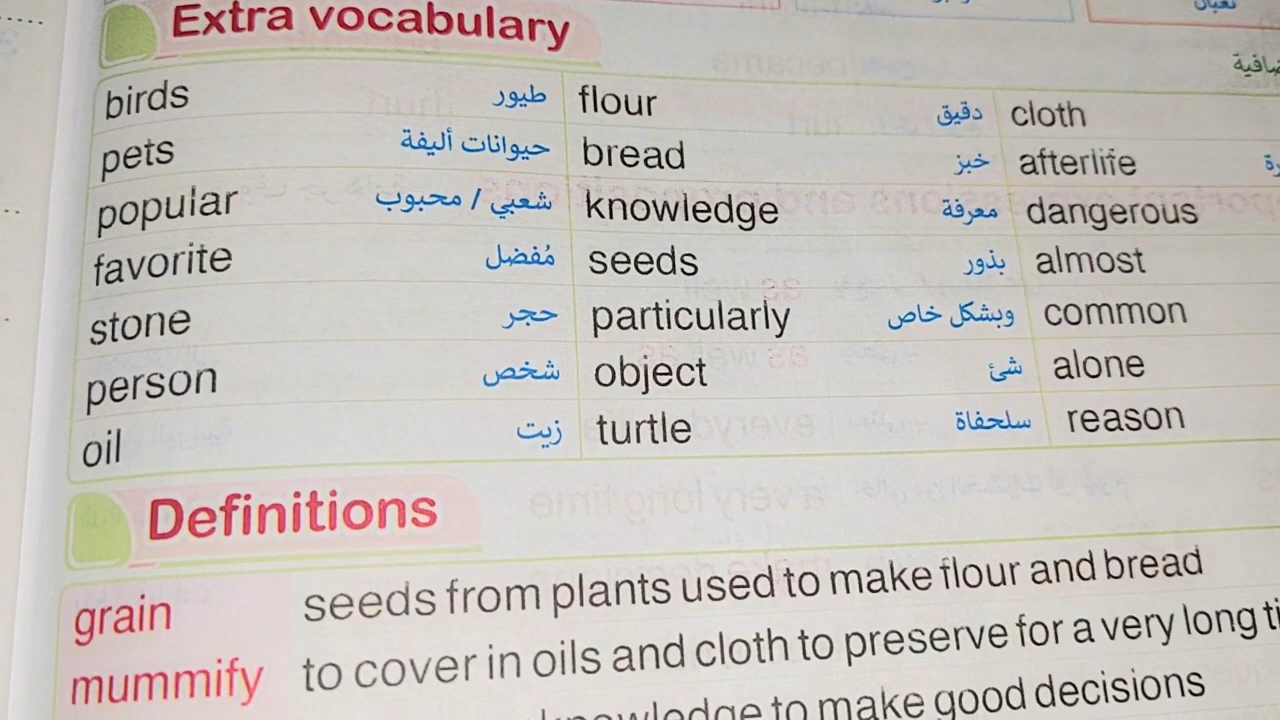 Extra vocabulary
birds طيور flour دقيق cloth
pets حيوانات أليفة bread خبز afterlife
popular شعبي / محبوب knowledge معرفة dangerous
favorite مُفضل seeds بذور almost
stone حجر particularly وبشكل خاص common
person شخص object شئ alone
oil زيت turtle سلحفاة reason
Definitions
grain seeds from plants used to make flour and bread
mummify to cover in oils and cloth to preserve for a very long
knowledge to make good decisions